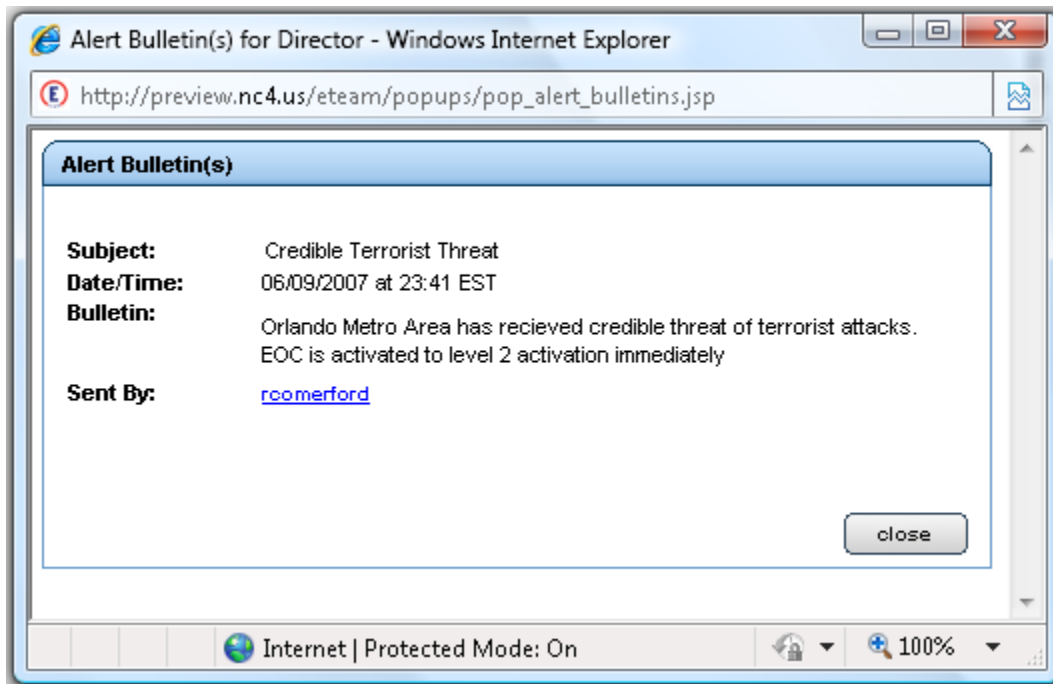 Alert Bulletin(s) for Director - Windows Internet Explorer
http://preview.nc4.us/eteam/popups/pop_alert_bulletins.jsp
Alert Bulletin(s)
Subject: Credible Terrorist Threat
Date/Time: 06/09/2007 at 23:41 EST
Bulletin: Orlando Metro Area has recieved credible threat of terrorist attacks.
EOC is activated to level 2 activation immediately
Sent By: rcomerford
close
Internet | Protected Mode: On 100%